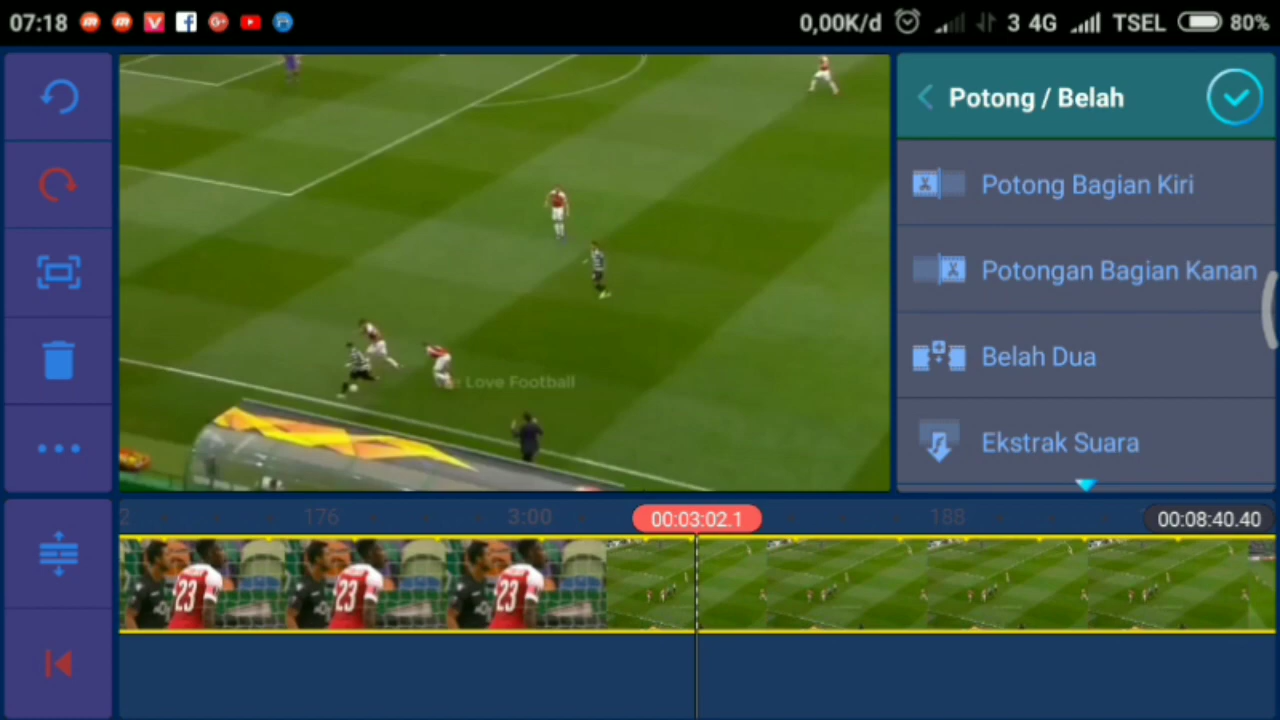 07:18
0,00K/d
3 4G
TSEL
80%
Potong / Belah
Potong Bagian Kiri
Potongan Bagian Kanan
Belah Dua
Ekstrak Suara
Love Football
2
176
3:00
00:03:02.1
188
00:08:40.40
23
23
23